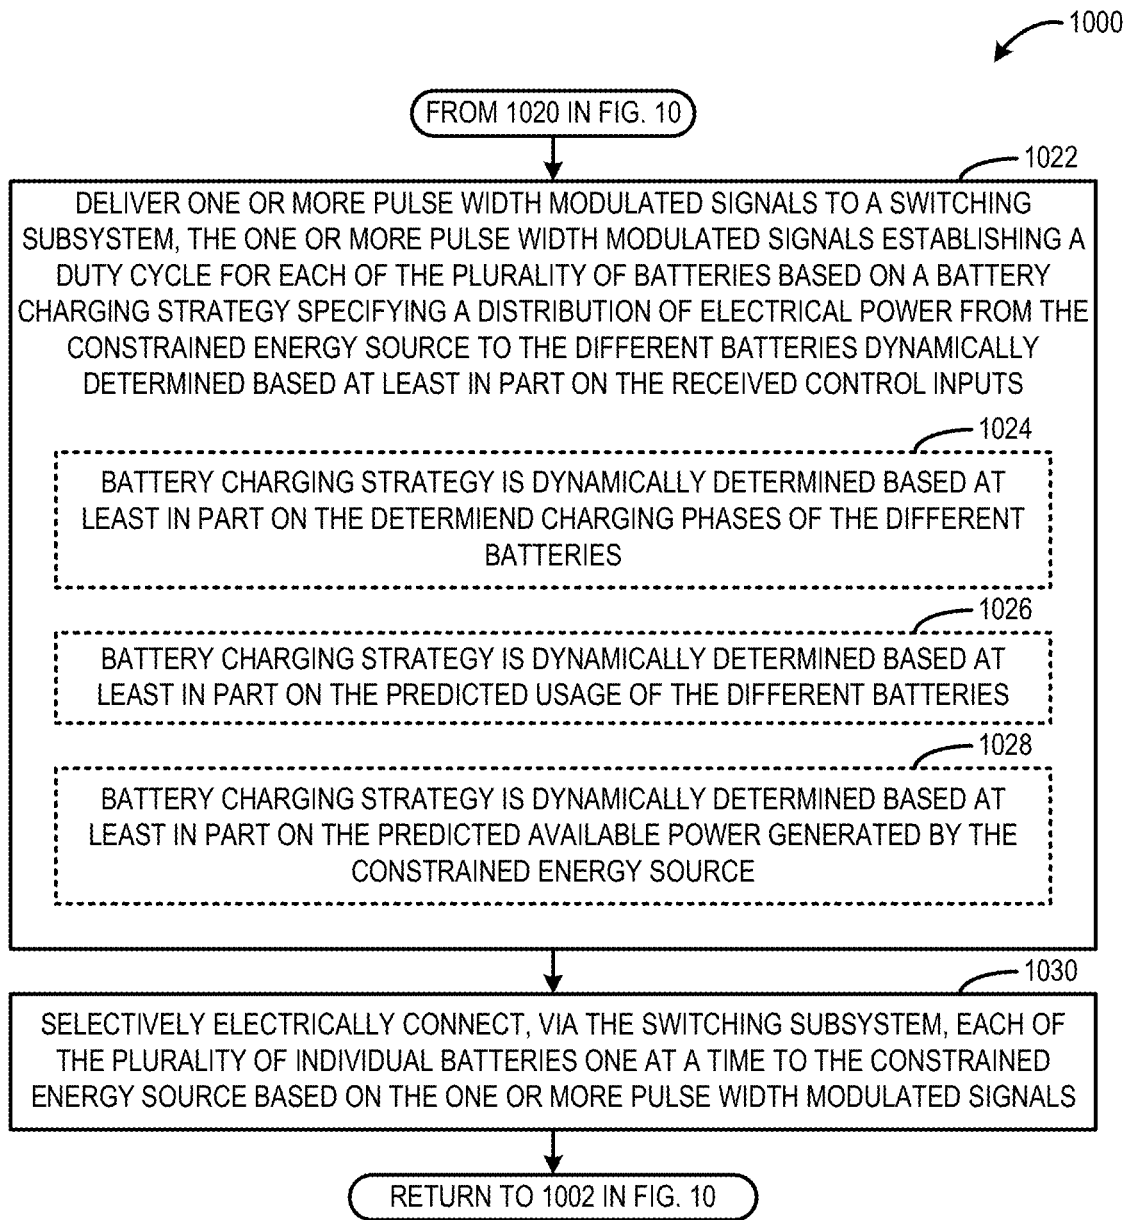 1000
FROM 1020 IN FIG. 10
1022
DELIVER ONE OR MORE PULSE WIDTH MODULATED SIGNALS TO A SWITCHING
SUBSYSTEM, THE ONE OR MORE PULSE WIDTH MODULATED SIGNALS ESTABLISHING A
DUTY CYCLE FOR EACH OF THE PLURALITY OF BATTERIES BASED ON A BATTERY
CHARGING STRATEGY SPECIFYING A DISTRIBUTION OF ELECTRICAL POWER FROM THE
CONSTRAINED ENERGY SOURCE TO THE DIFFERENT BATTERIES DYNAMICALLY
DETERMINED BASED AT LEAST IN PART ON THE RECEIVED CONTROL INPUTS
1024
BATTERY CHARGING STRATEGY IS DYNAMICALLY DETERMINED BASED AT
LEAST IN PART ON THE DETERMIEND CHARGING PHASES OF THE DIFFERENT
BATTERIES
1026
BATTERY CHARGING STRATEGY IS DYNAMICALLY DETERMINED BASED AT
LEAST IN PART ON THE PREDICTED USAGE OF THE DIFFERENT BATTERIES
1028
BATTERY CHARGING STRATEGY IS DYNAMICALLY DETERMINED BASED AT
LEAST IN PART ON THE PREDICTED AVAILABLE POWER GENERATED BY THE
CONSTRAINED ENERGY SOURCE
1030
SELECTIVELY ELECTRICALLY CONNECT, VIA THE SWITCHING SUBSYSTEM, EACH OF
THE PLURALITY OF INDIVIDUAL BATTERIES ONE AT A TIME TO THE CONSTRAINED
ENERGY SOURCE BASED ON THE ONE OR MORE PULSE WIDTH MODULATED SIGNALS
RETURN TO 1002 IN FIG. 10